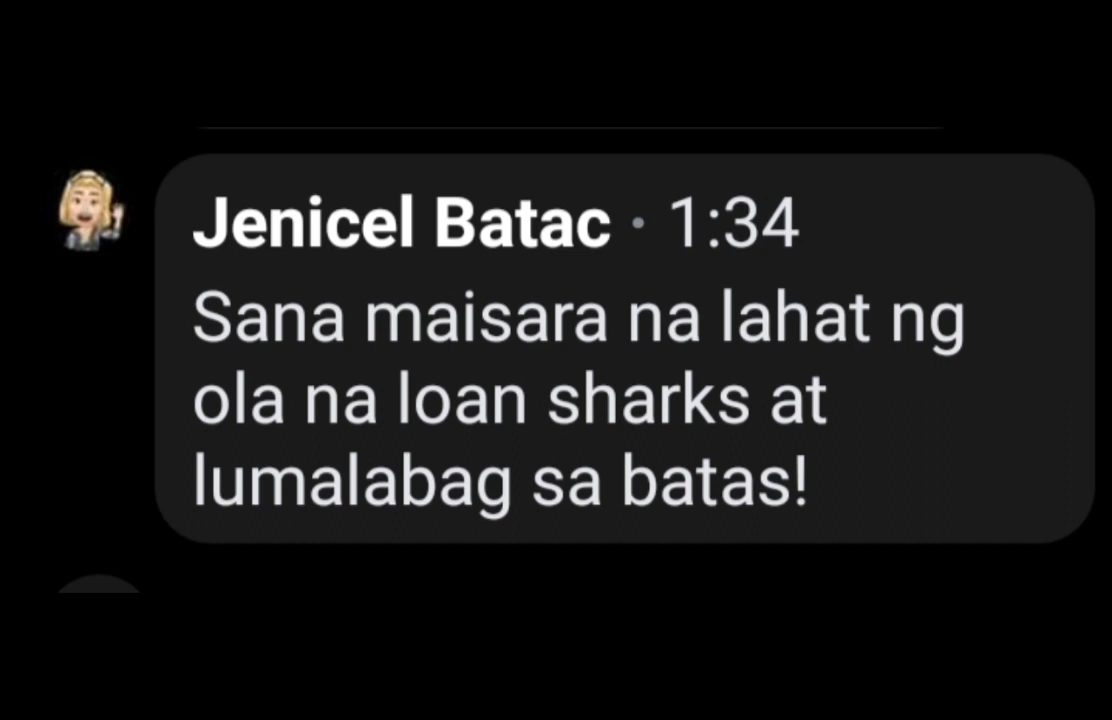 Jenicel Batac · 1:34
Sana maisara na lahat ng
ola na loan sharks at
lumalabag sa batas!